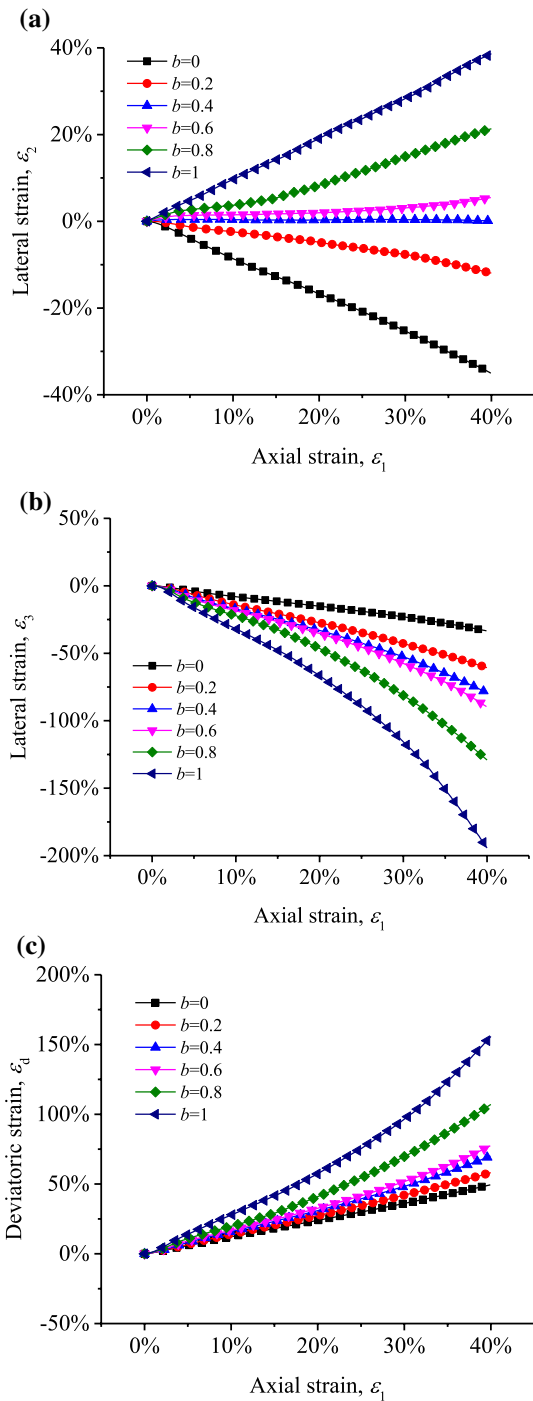 (a)
40%
20%
0%
-20%
-40%
Lateral strain, ε2
b=0
b=0.2
b=0.4
b=0.6
b=0.8
b=1
0% 10% 20% 30% 40%
Axial strain, ε1
(b)
50%
0%
-50%
-100%
-150%
-200%
Lateral strain, ε3
b=0
b=0.2
b=0.4
b=0.6
b=0.8
b=1
0% 10% 20% 30% 40%
Axial strain, ε1
(c)
200%
150%
100%
50%
0%
-50%
Deviatoric strain, εd
b=0
b=0.2
b=0.4
b=0.6
b=0.8
b=1
0% 10% 20% 30% 40%
Axial strain, ε1